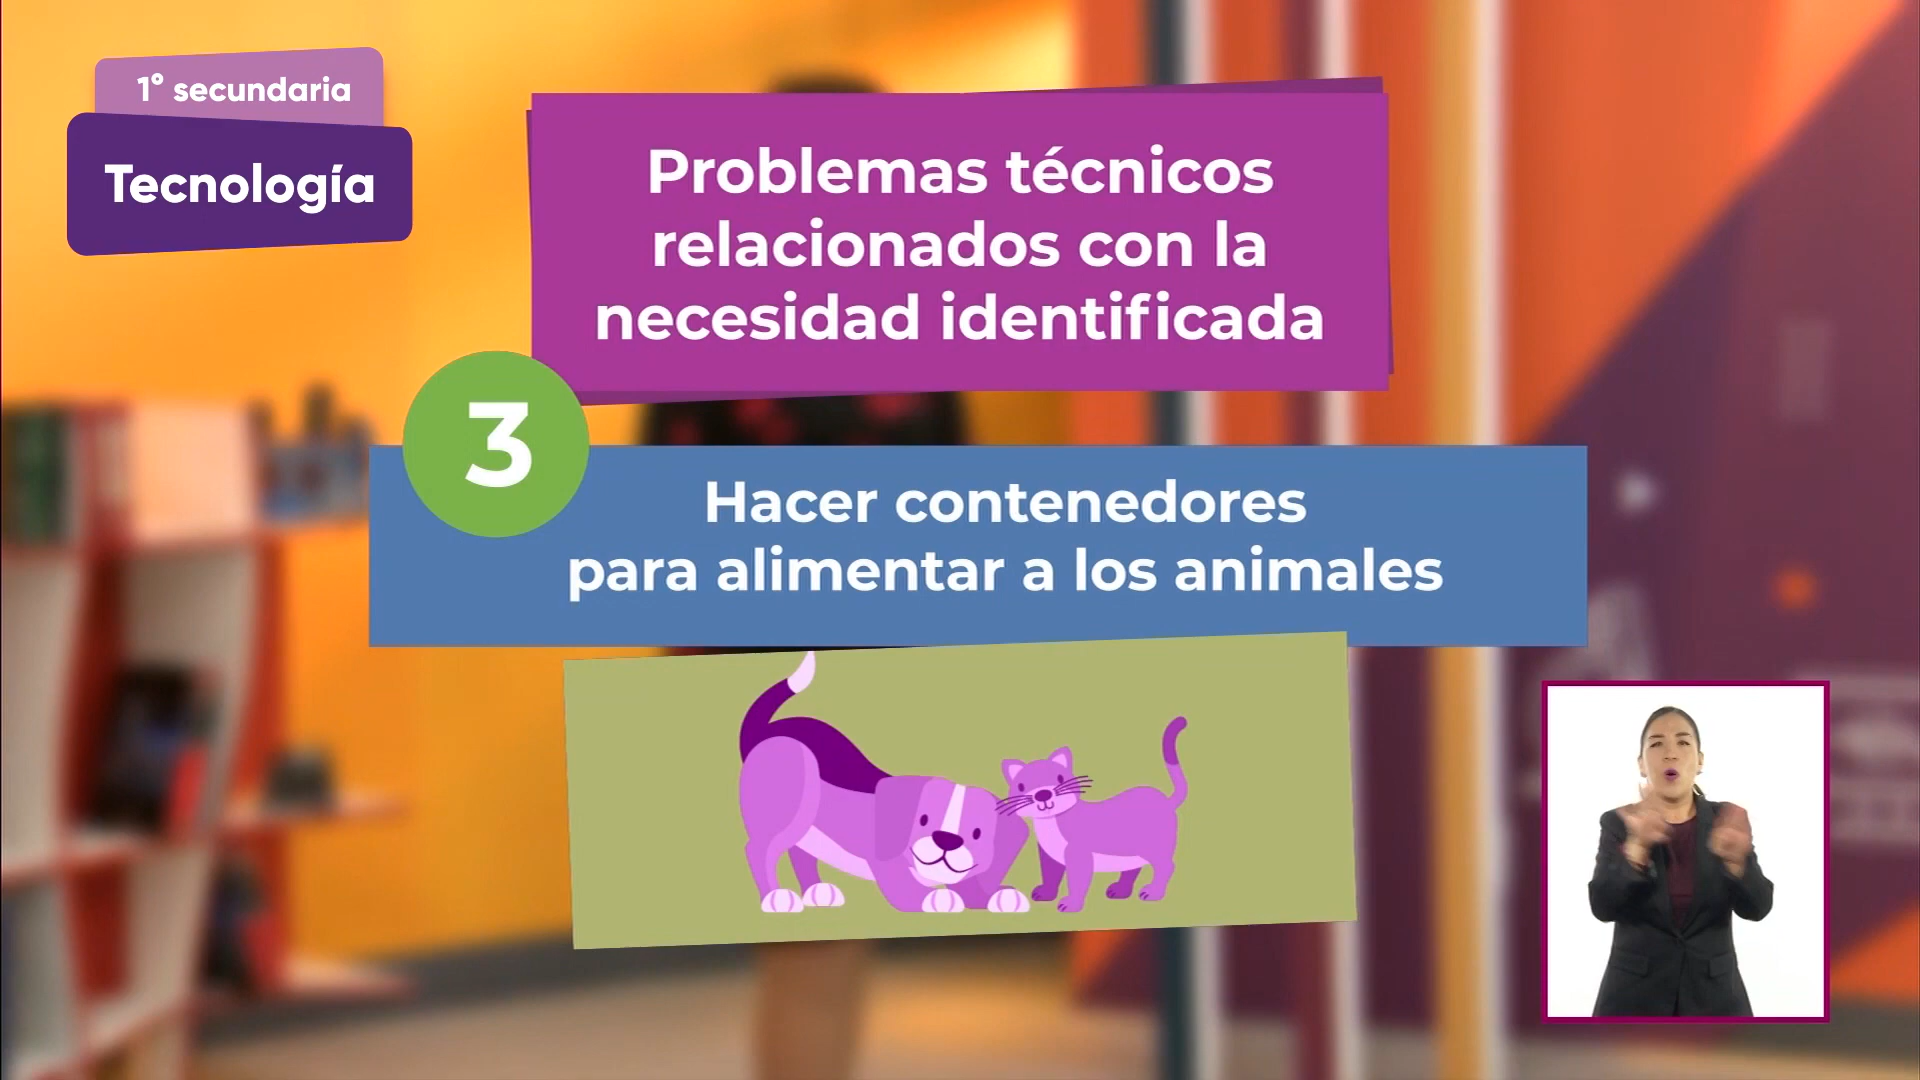 1° secundaria
Tecnología
Problemas técnicos
relacionados con la
necesidad identificada
3
Hacer contenedores
para alimentar a los animales